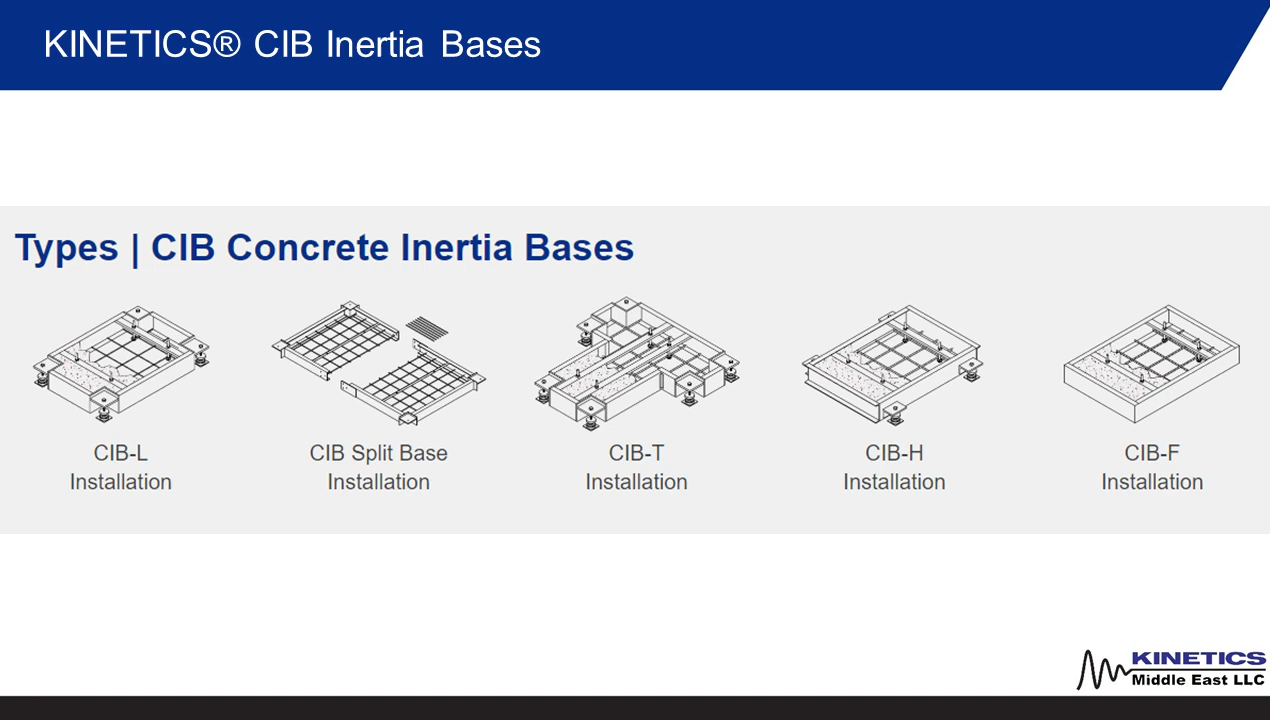 KINETICS® CIB Inertia Bases
Types | CIB Concrete Inertia Bases
CIB-L
Installation
CIB Split Base
Installation
CIB-T
Installation
CIB-H
Installation
CIB-F
Installation
KINETICS
Middle East LLC